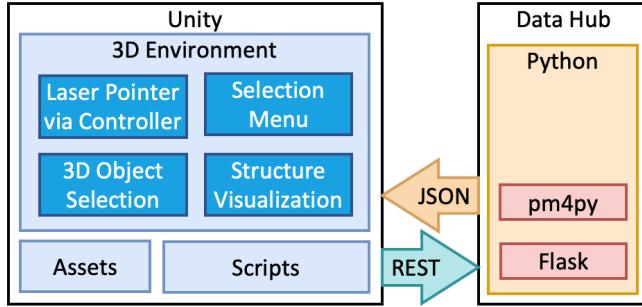 Unity
3D Environment
Laser Pointer
via Controller
Selection
Menu
3D Object
Selection
Structure
Visualization
Assets
Scripts
JSON
REST
Data Hub
Python
pm4py
Flask